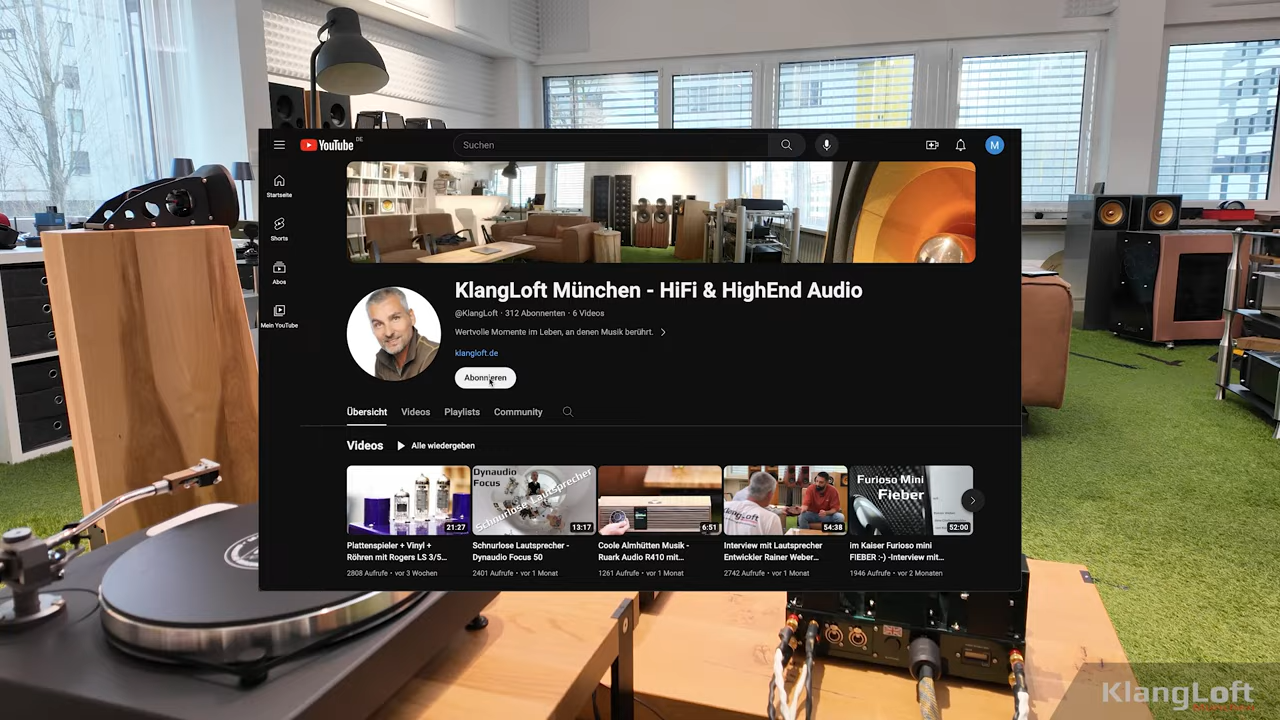 YouTube DE
Suchen
M
Startseite
Shorts
Abos
Mein YouTube
KlangLoft München - HiFi & HighEnd Audio
@KlangLoft · 312 Abonnenten · 6 Videos
Wertvolle Momente im Leben, an denen Musik berührt.
klangloft.de
Abonnieren
Übersicht Videos Playlists Community
Videos Alle wiedergeben
21:27
Dynaudio
Focus
Schnurlose Lautsprecher
13:17
6:51
KlangLoft
54:38
Furioso Mini
Fieber
52:00
Plattenspieler + Vinyl +
Röhren mit Rogers LS 3/5...
2808 Aufrufe · vor 3 Wochen
Schnurlose Lautsprecher -
Dynaudio Focus 50
2401 Aufrufe · vor 1 Monat
Coole Almhütten Musik -
Ruark Audio R410 mit...
1261 Aufrufe · vor 1 Monat
Interview mit Lautsprecher
Entwickler Rainer Weber...
2742 Aufrufe · vor 1 Monat
im Kaiser Furioso mini
FIEBER :-) -Interview mit...
1946 Aufrufe · vor 2 Monaten
KlangLoft